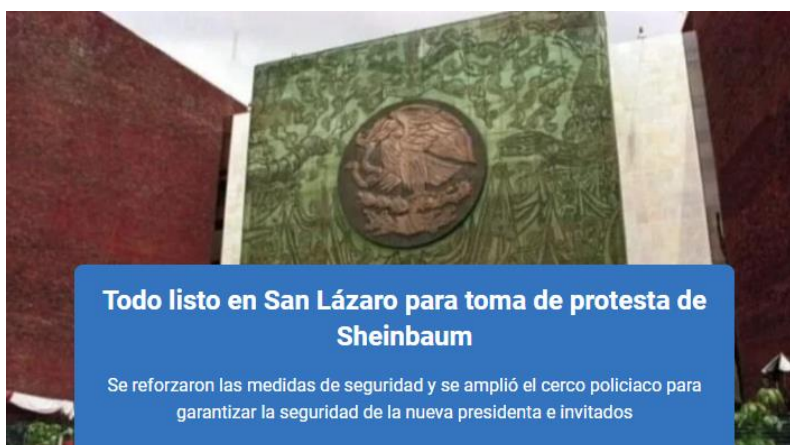 Todo listo en San Lázaro para toma de protesta de
Sheinbaum
Se reforzaron las medidas de seguridad y se amplió el cerco policiaco para
garantizar la seguridad de la nueva presidenta e invitados